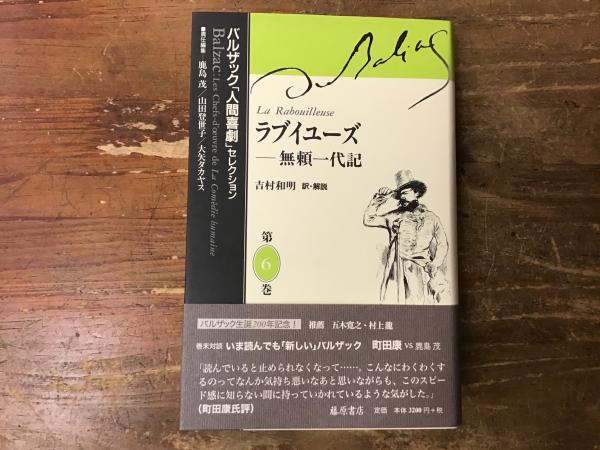 バルザック「人間喜劇」セレクション
Balzac: Les Chefs-d'œuvre de La Comédie humaine
■責任編集 鹿島 茂／山田登世子／大矢タカヤス
de Balzac
La Rabouilleuse
ラブイユーズ
──無頼一代記
吉村和明 訳・解説
第
6
巻
バルザック生誕200年記念！ 推薦 五木寛之・村上龍
巻末対談 いま読んでも「新しい」バルザック 町田康 VS 鹿島 茂
「読んでいると止められなくなって……。こんなにわくわくす
るのってなんか気持ち悪いなあと思いながらも、このスピー
ド感に知らない間に持っていかれているような気がした。」
（町田康氏評）
藤原書店 定価 本体 3200 円＋税